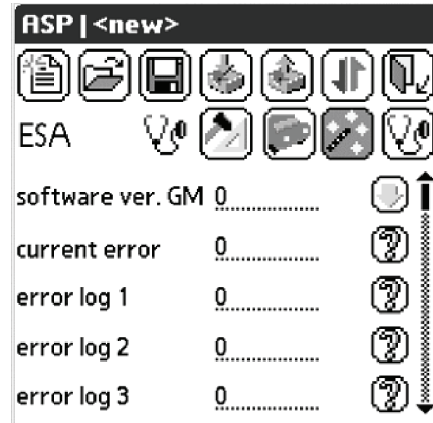 ASP | <new>
ESA
software ver. GM 0
current error 0
error log 1 0
error log 2 0
error log 3 0